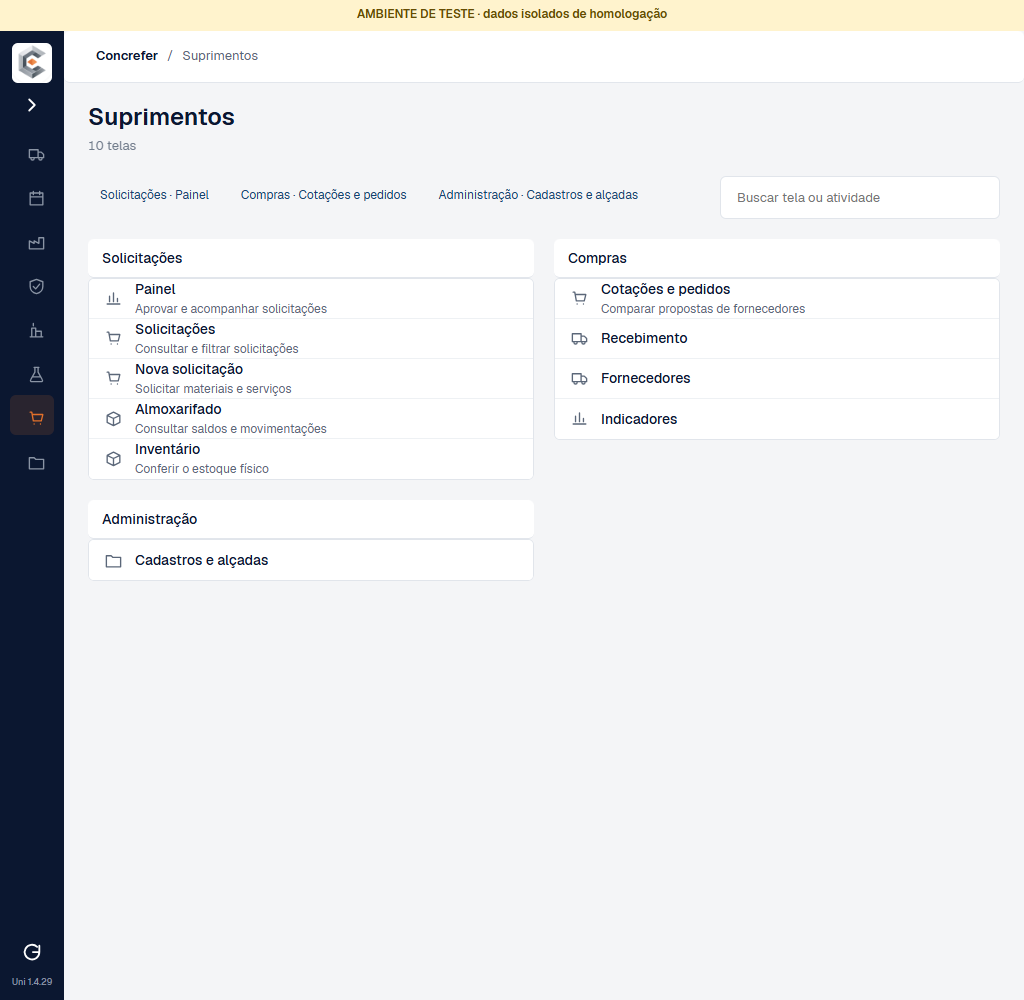 AMBIENTE DE TESTE · dados isolados de homologação
Concrefer / Suprimentos
Suprimentos
10 telas
Solicitações · Painel
Compras · Cotações e pedidos
Administração · Cadastros e alçadas
Buscar tela ou atividade
Solicitações
Painel
Aprovar e acompanhar solicitações
Solicitações
Consultar e filtrar solicitações
Nova solicitação
Solicitar materiais e serviços
Almoxarifado
Consultar saldos e movimentações
Inventário
Conferir o estoque físico
Compras
Cotações e pedidos
Comparar propostas de fornecedores
Recebimento
Fornecedores
Indicadores
Administração
Cadastros e alçadas
Uni 1.4.29